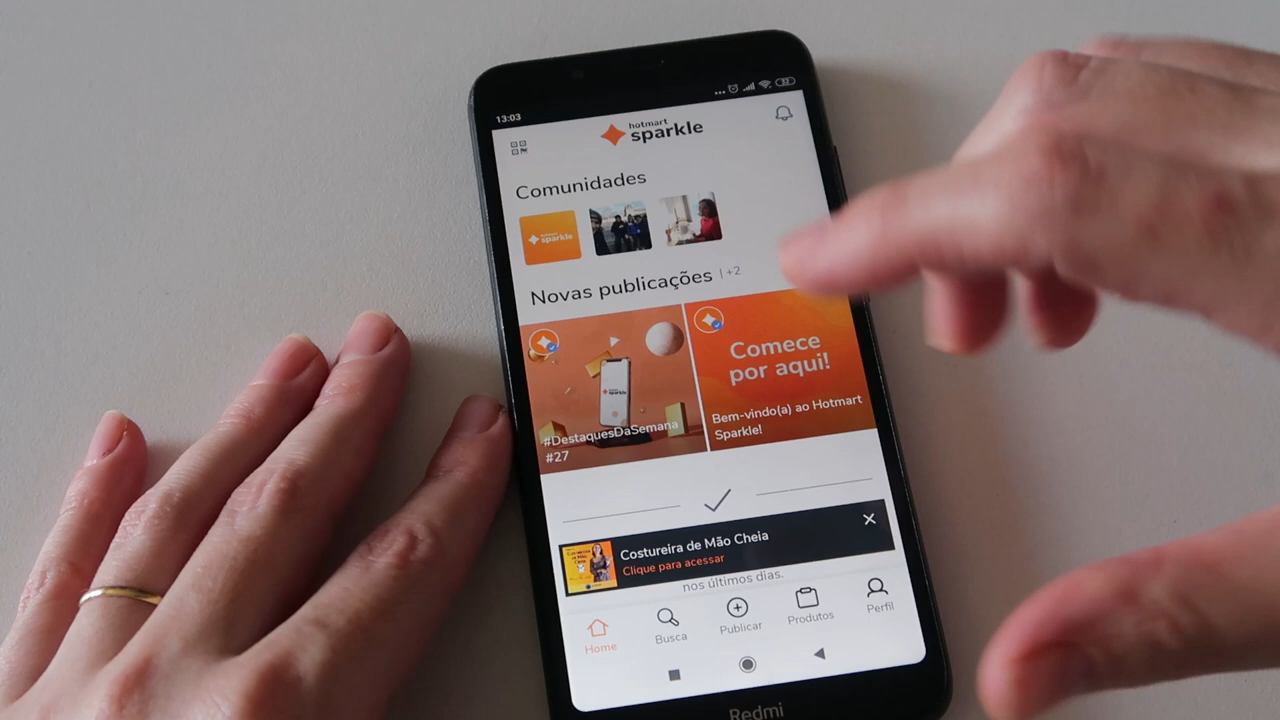 13:03
33
hotmart
sparkle
Comunidades
sparkle
Novas publicações | +2
sparkle
Comece
por aqui!
#DestaquesDaSemana
#27
Bem-vindo(a) ao Hotmart
Sparkle!
Costureira de Mão Cheia
Clique para acessar
nos últimos dias.
Home
Busca
Publicar
Produtos
Perfil
Redmi